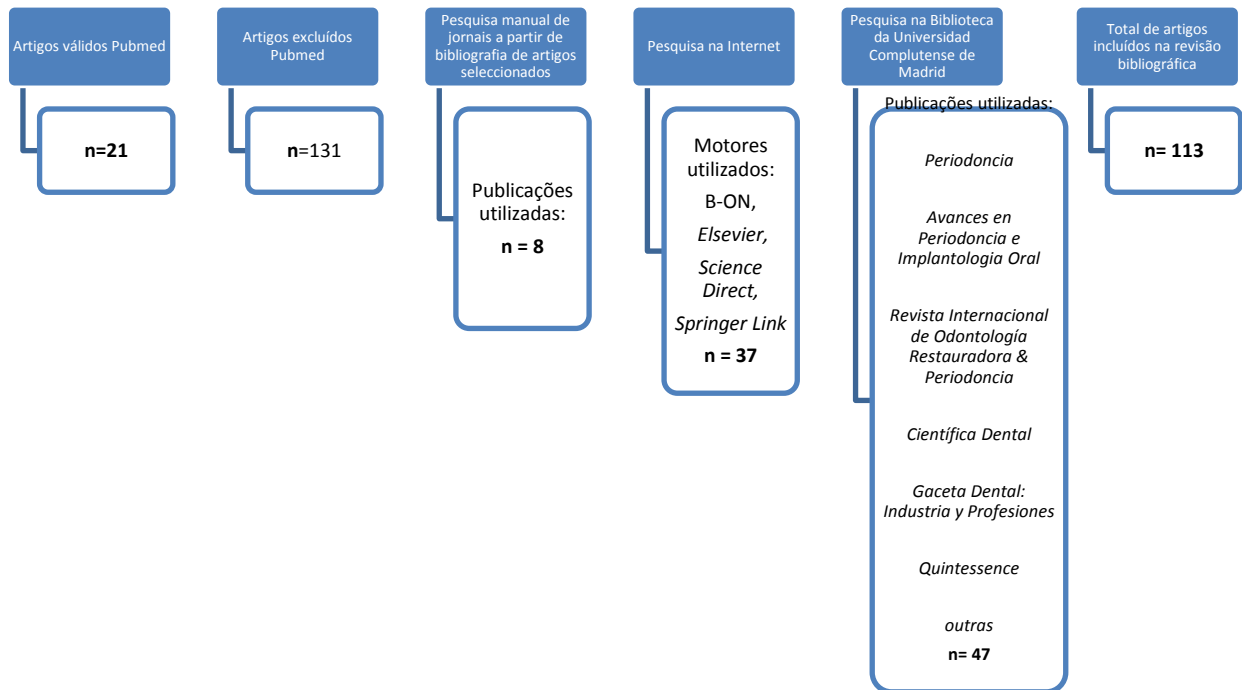 Artigos válidos Pubmed
n=21
Artigos excluídos
Pubmed
n=131
Pesquisa manual de
jornais a partir de
bibliografia de artigos
seleccionados
Publicações
utilizadas:
n = 8
Pesquisa na Internet
Motores
utilizados:
B-ON,
Elsevier,
Science
Direct,
Springer Link
n = 37
Pesquisa na Biblioteca
da Universidad
Complutense de
Madrid
Publicações utilizadas:
Periodoncia
Avances en
Periodoncia e
Implantologia Oral
Revista Internacional
de Odontología
Restauradora &
Periodoncia
Científica Dental
Gaceta Dental:
Industria y Profesiones
Quintessence
outras
n= 47
Total de artigos
incluídos na revisão
bibliográfica
n= 113